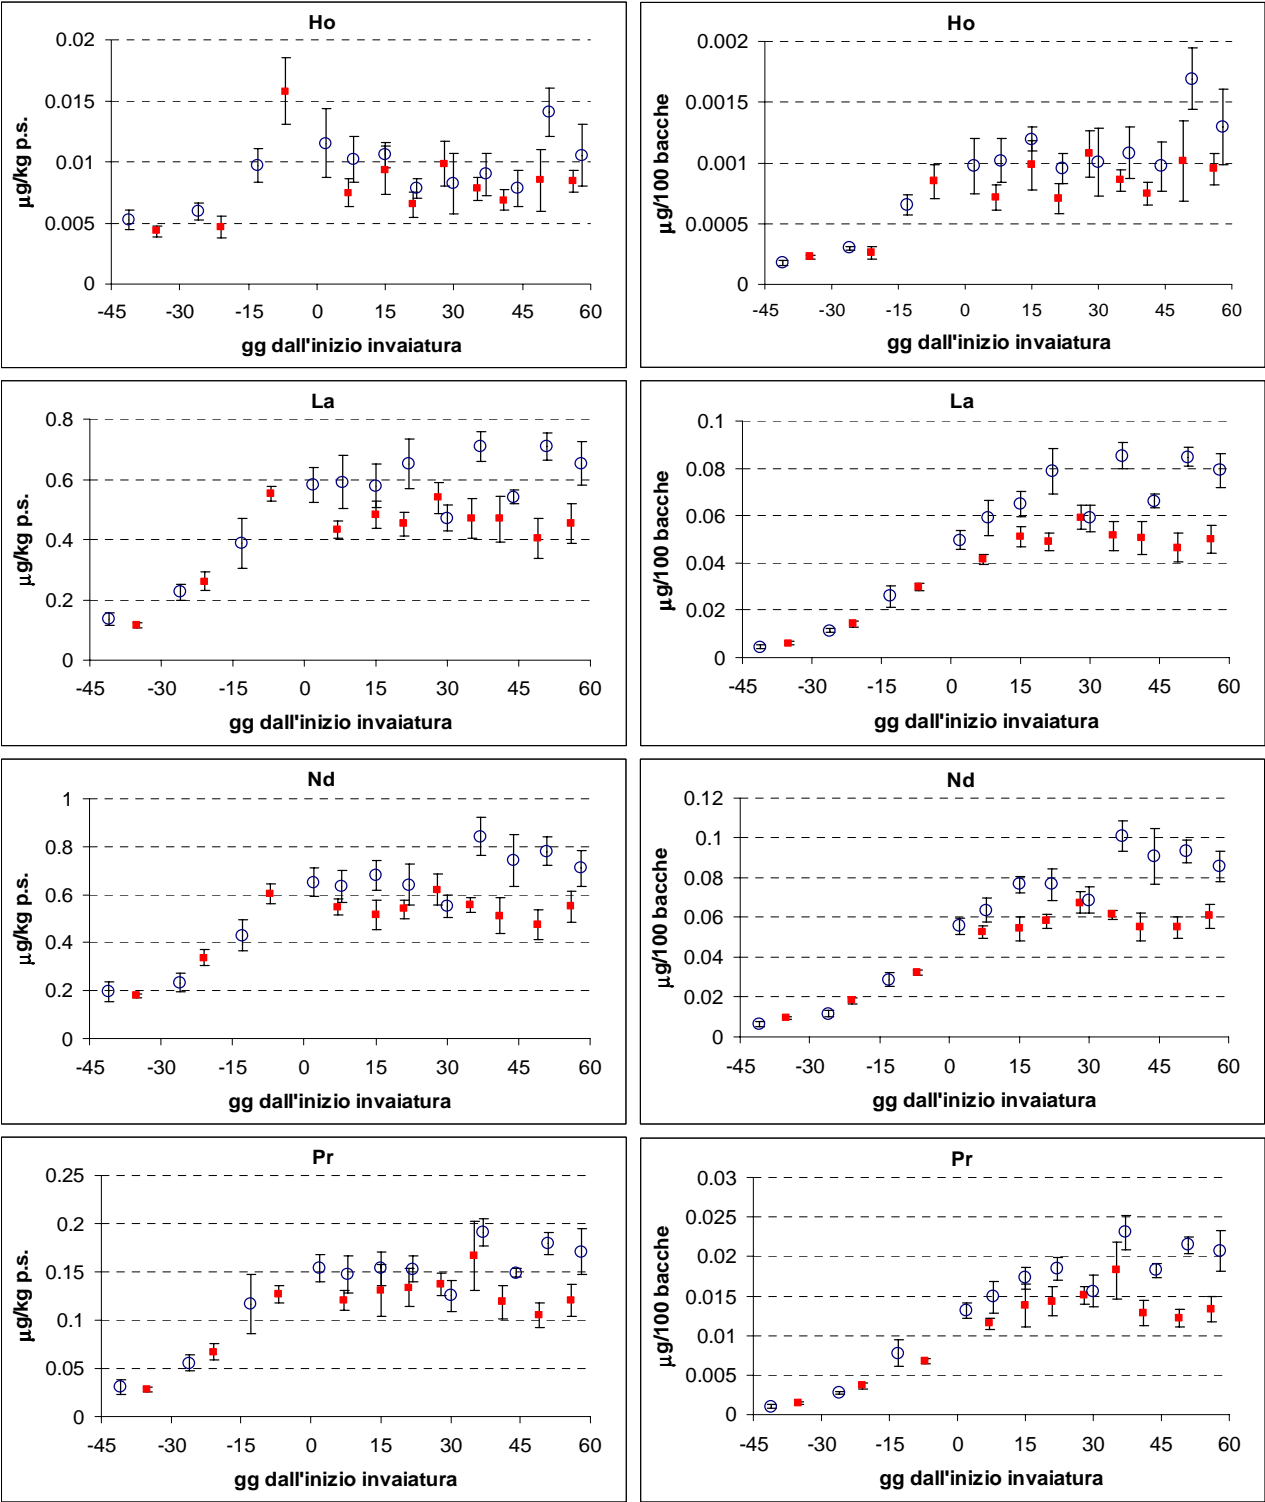 Ho
0.02
0.015
0.01
0.005
0
µg/kg p.s.
-45 -30 -15 0 15 30 45 60
gg dall'inizio invaiatura
Ho
0.002
0.0015
0.001
0.0005
0
µg/100 bacche
-45 -30 -15 0 15 30 45 60
gg dall'inizio invaiatura
La
0.8
0.6
0.4
0.2
0
µg/kg p.s.
-45 -30 -15 0 15 30 45 60
gg dall'inizio invaiatura
La
0.1
0.08
0.06
0.04
0.02
0
µg/100 bacche
-45 -30 -15 0 15 30 45 60
gg dall'inizio invaiatura
Nd
1
0.8
0.6
0.4
0.2
0
µg/kg p.s.
-45 -30 -15 0 15 30 45 60
gg dall'inizio invaiatura
Nd
0.12
0.1
0.08
0.06
0.04
0.02
0
µg/100 bacche
-45 -30 -15 0 15 30 45 60
gg dall'inizio invaiatura
Pr
0.25
0.2
0.15
0.1
0.05
0
µg/kg p.s.
-45 -30 -15 0 15 30 45 60
gg dall'inizio invaiatura
Pr
0.03
0.025
0.02
0.015
0.01
0.005
0
µg/100 bacche
-45 -30 -15 0 15 30 45 60
gg dall'inizio invaiatura